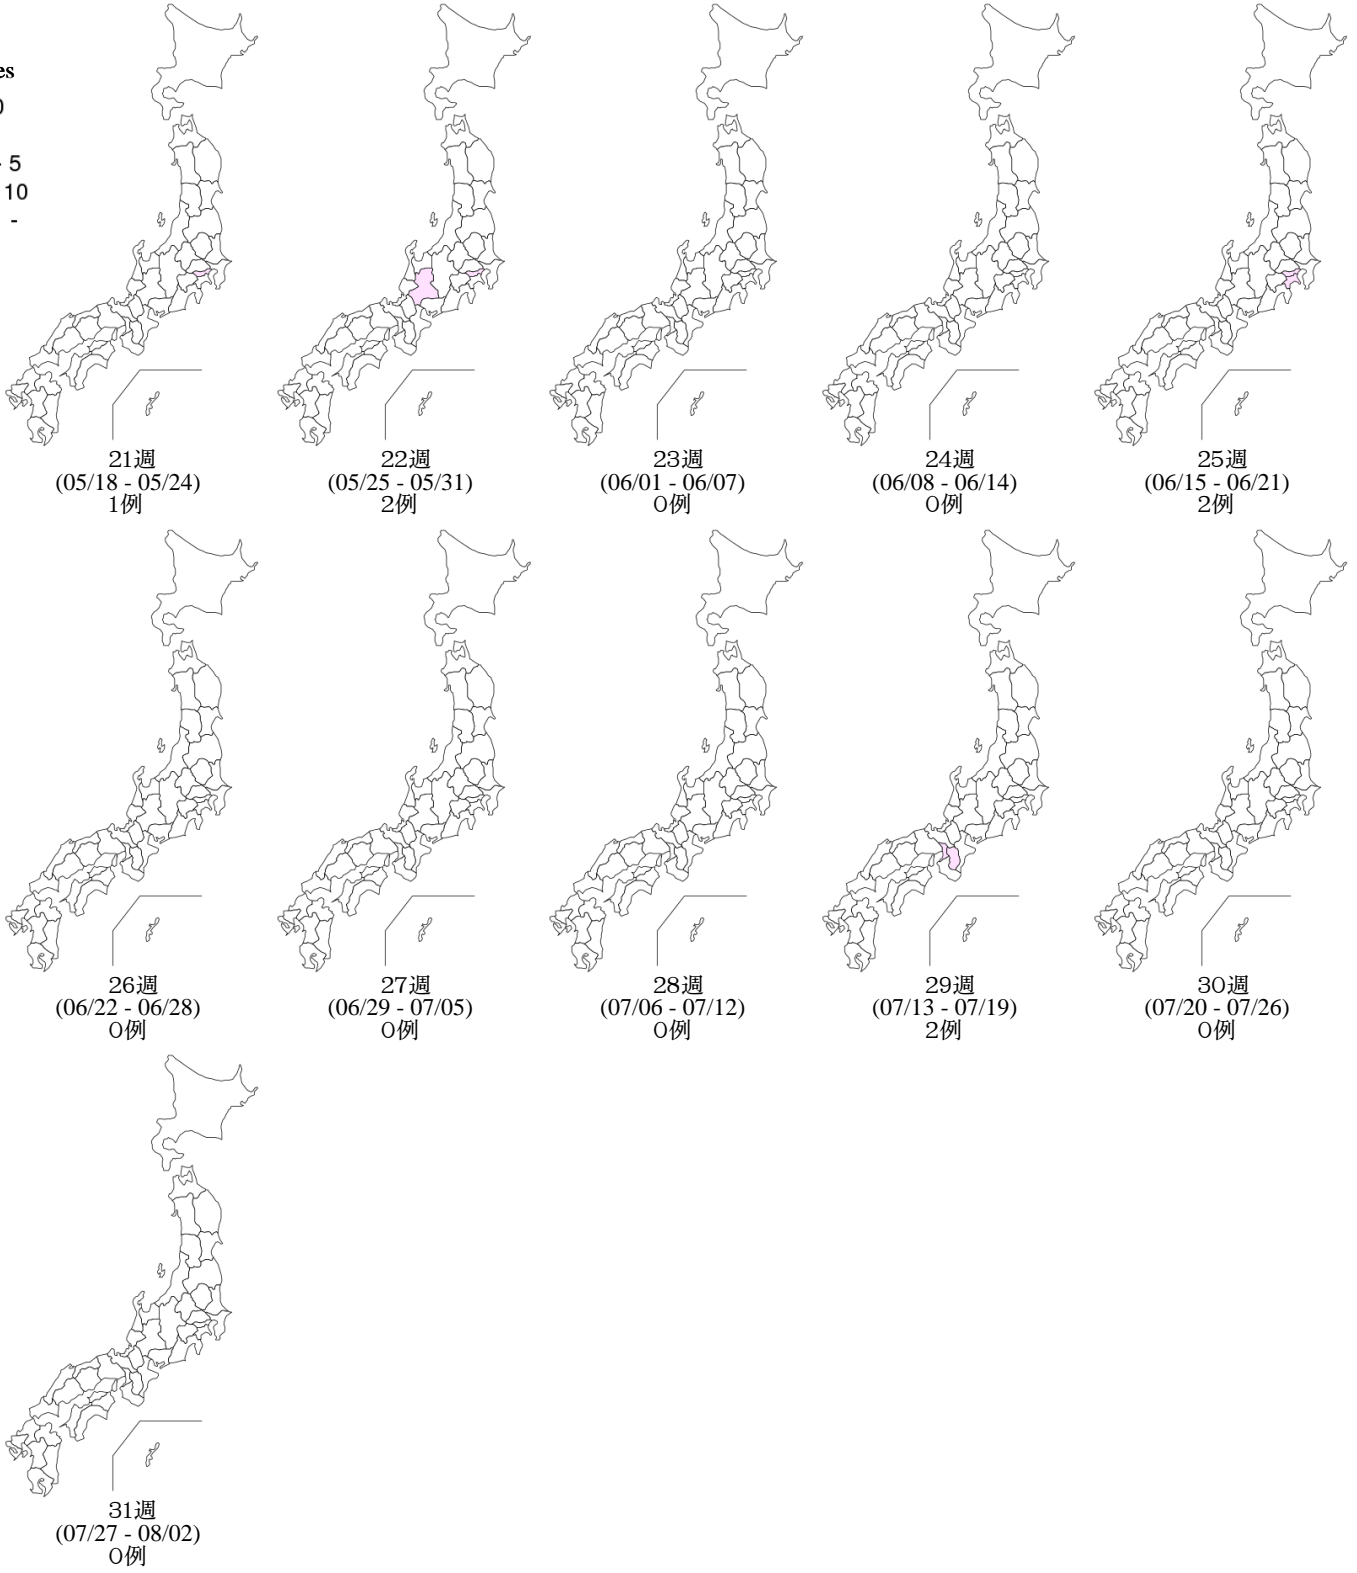 es
0
- 5
10
-
21週
(05/18 - 05/24)
1例
22週
(05/25 - 05/31)
2例
23週
(06/01 - 06/07)
0例
24週
(06/08 - 06/14)
0例
25週
(06/15 - 06/21)
2例
26週
(06/22 - 06/28)
0例
27週
(06/29 - 07/05)
0例
28週
(07/06 - 07/12)
0例
29週
(07/13 - 07/19)
2例
30週
(07/20 - 07/26)
0例
31週
(07/27 - 08/02)
0例